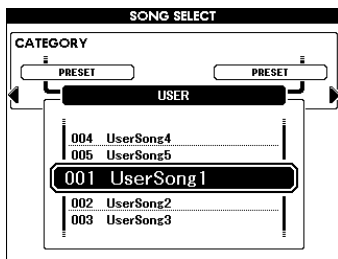 SONG SELECT
CATEGORY
PRESET PRESET
USER
004 UserSong4
005 UserSong5
001 UserSong1
002 UserSong2
003 UserSong3